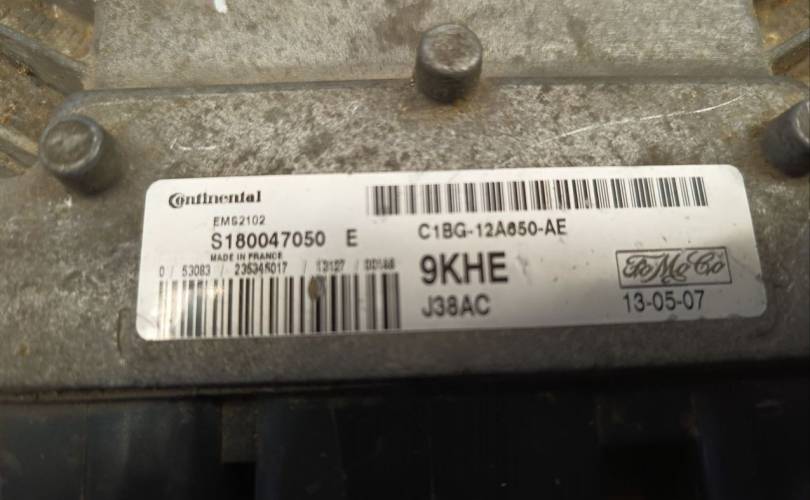 Continental
EMS2102
S180047050 E
MADE IN FRANCE
0 / 53083 / 235345017 / 13127 /
C1BG-12A650-AE
9KHE
J38AC
FoMoCo
13-05-07